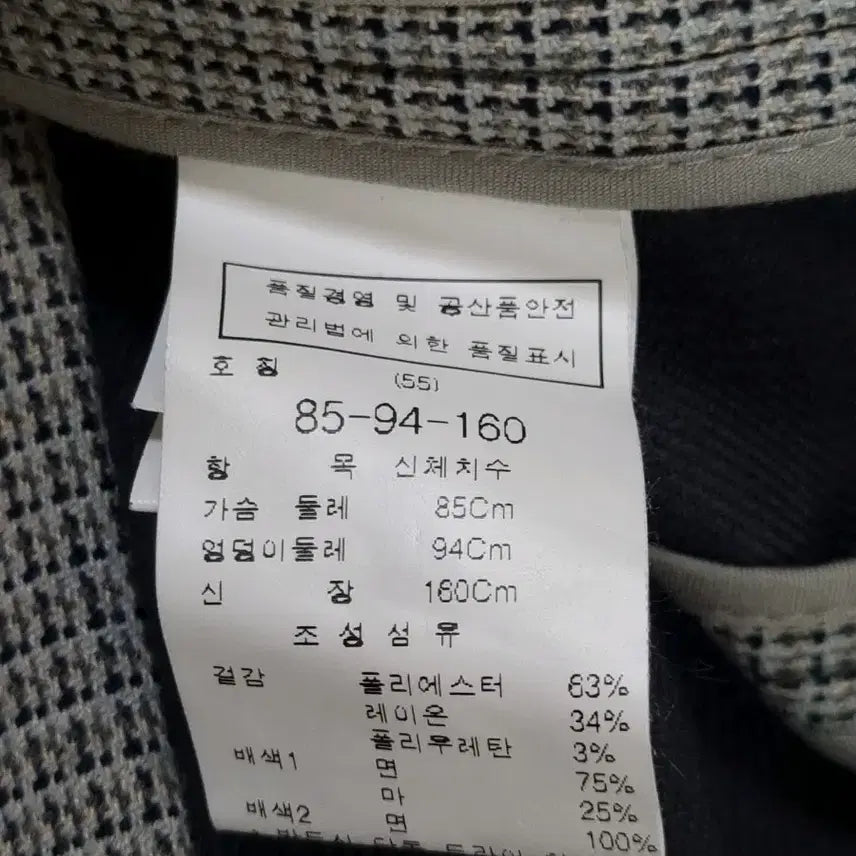 품질경영 및 공산품안전
관리법에 의한 품질표시
호 칭 (55)
85-94-160
항 목 신체치수
가슴 둘레 85Cm
엉덩이둘레 94Cm
신 장 160Cm
조 성 섬 유
겉감 폴리에스터 63%
레이온 34%
폴리우레탄 3%
배색1 면 75%
마 25%
배색2 면 100%